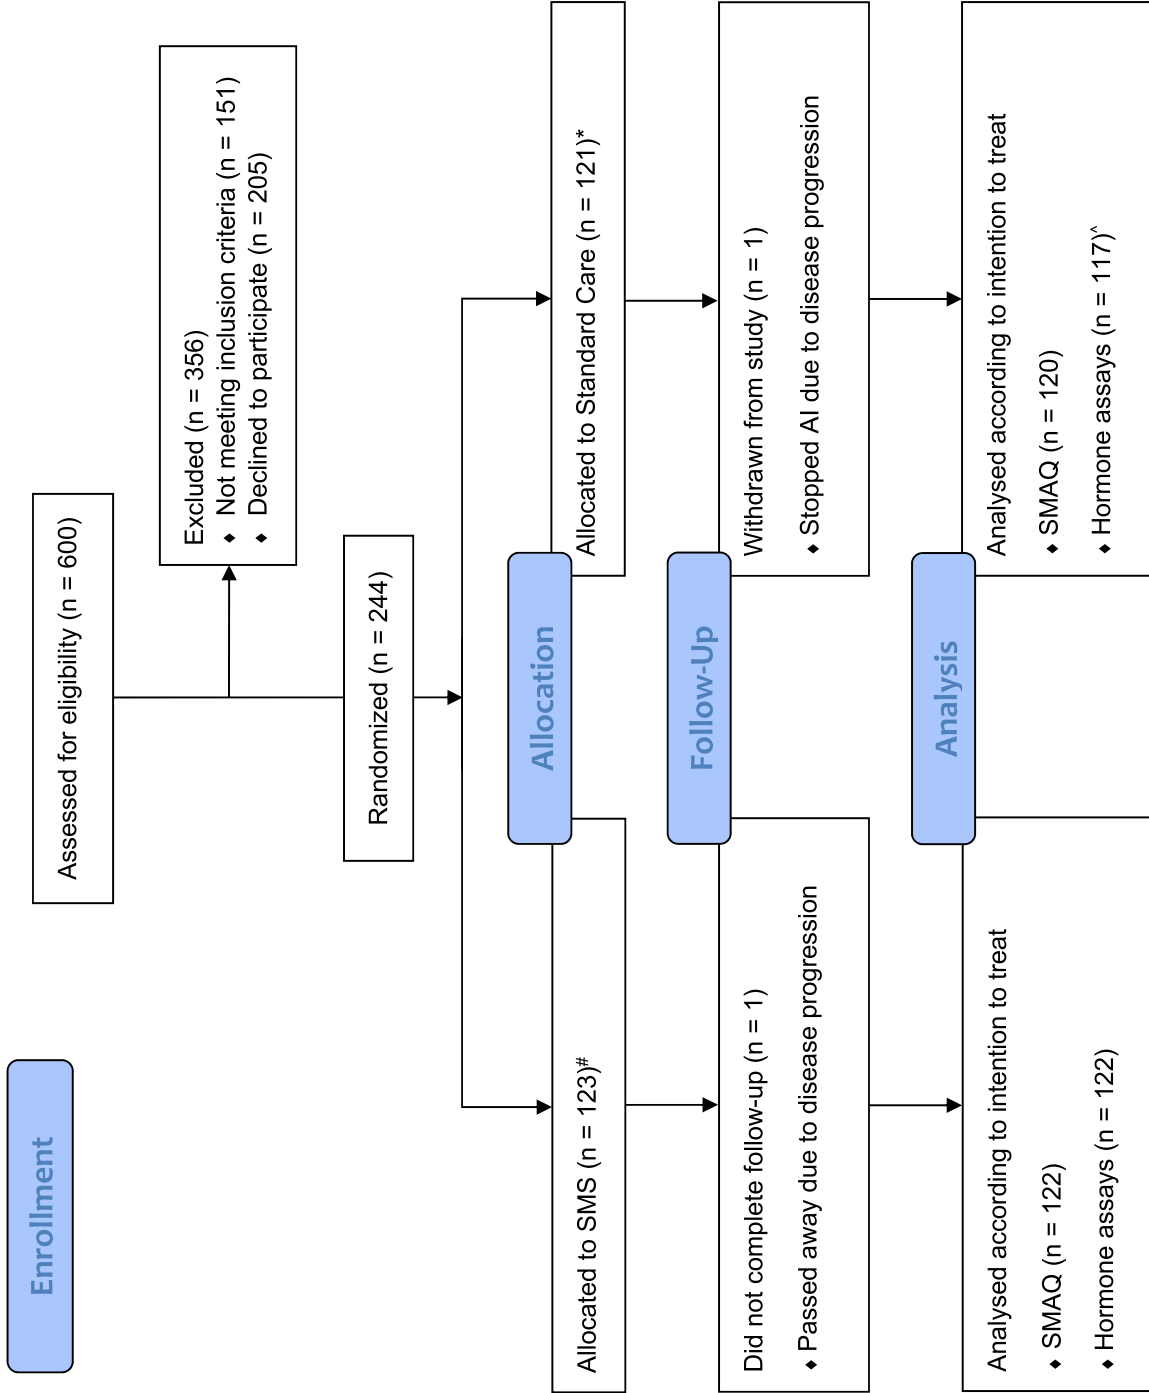 Enrollment
Assessed for eligibility (n = 600)
Excluded (n = 356)
♦ Not meeting inclusion criteria (n = 151)
♦ Declined to participate (n = 205)
Randomized (n = 244)
Allocation
Allocated to SMS (n = 123)#
Allocated to Standard Care (n = 121)*
Follow-Up
Did not complete follow-up (n = 1)
♦ Passed away due to disease progression
Withdrawn from study (n = 1)
♦ Stopped AI due to disease progression
Analysis
Analysed according to intention to treat
♦ SMAQ (n = 122)
♦ Hormone assays (n = 122)
Analysed according to intention to treat
♦ SMAQ (n = 120)
♦ Hormone assays (n = 117)^